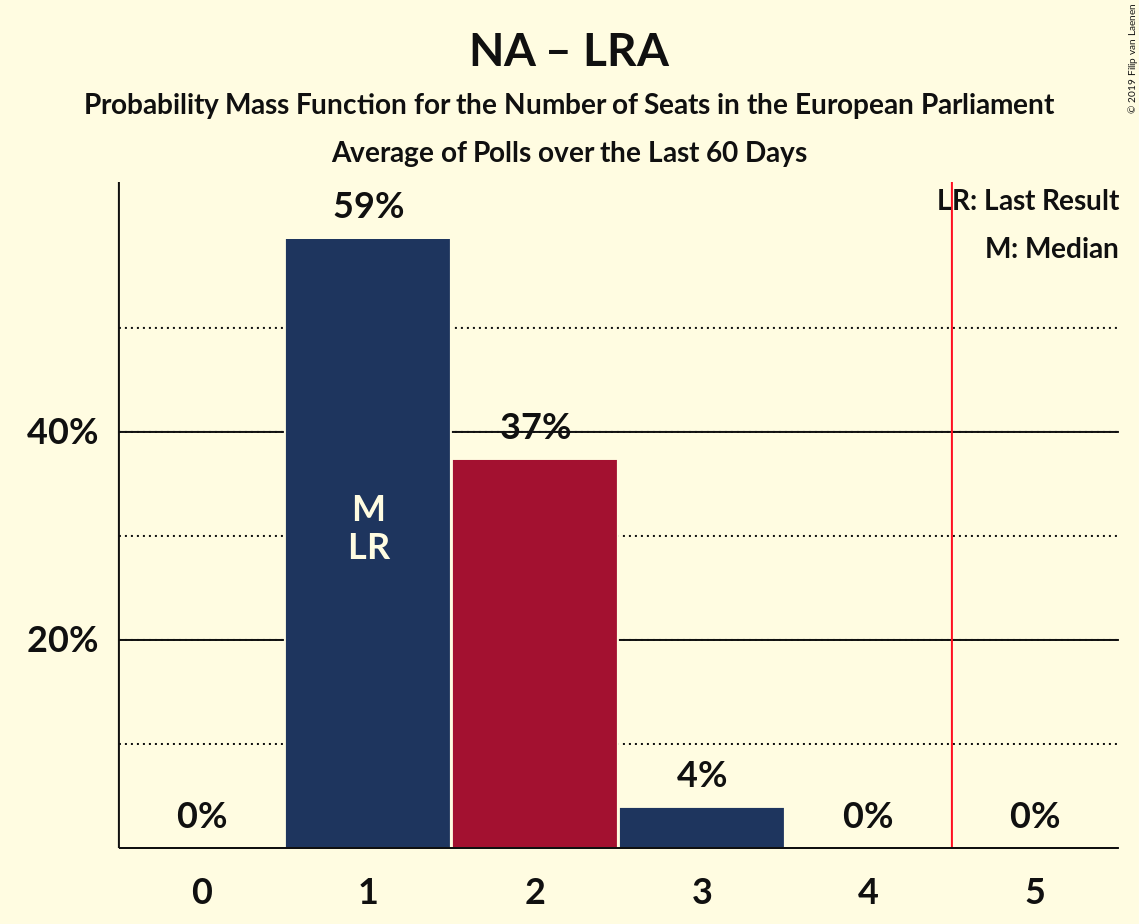 NA – LRA
Probability Mass Function for the Number of Seats in the European Parliament
Average of Polls over the Last 60 Days
© 2019 Filip van Laenen
LR: Last Result
M: Median
59%
37%
4%
0%
0%
0%
M
LR
40%
20%
0
1
2
3
4
5